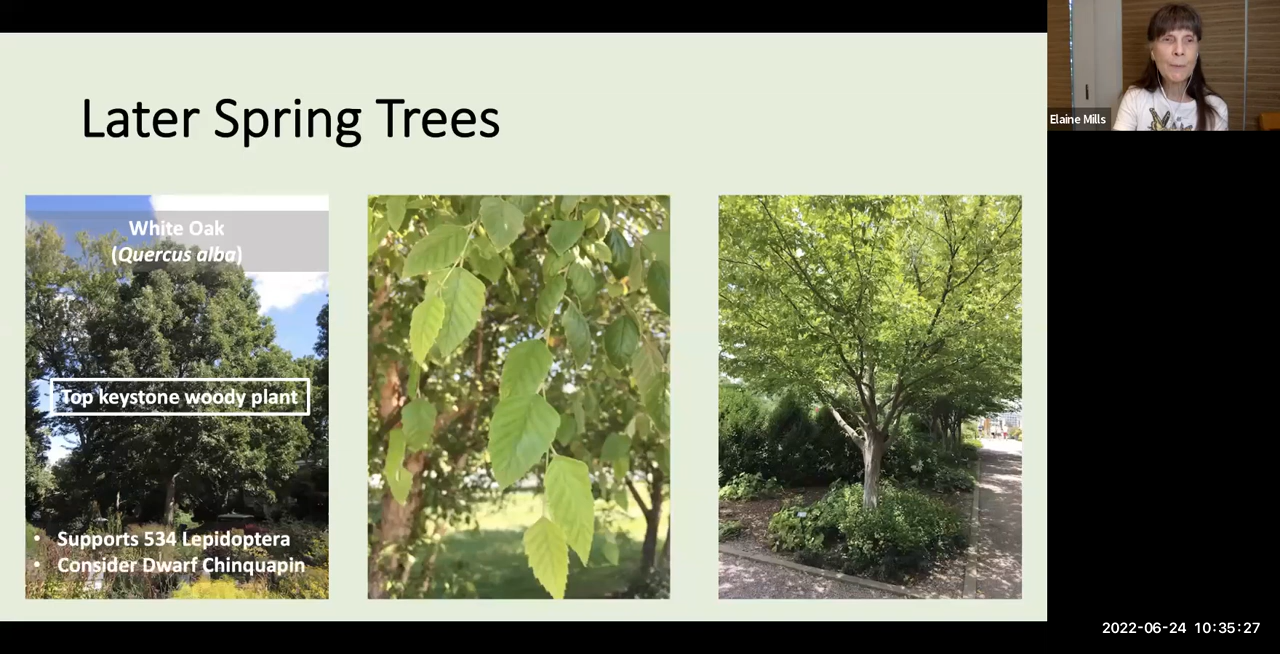 Later Spring Trees
White Oak
(Quercus alba)
Top keystone woody plant
• Supports 534 Lepidoptera
• Consider Dwarf Chinquapin
Elaine Mills
2022-06-24 10:35:27